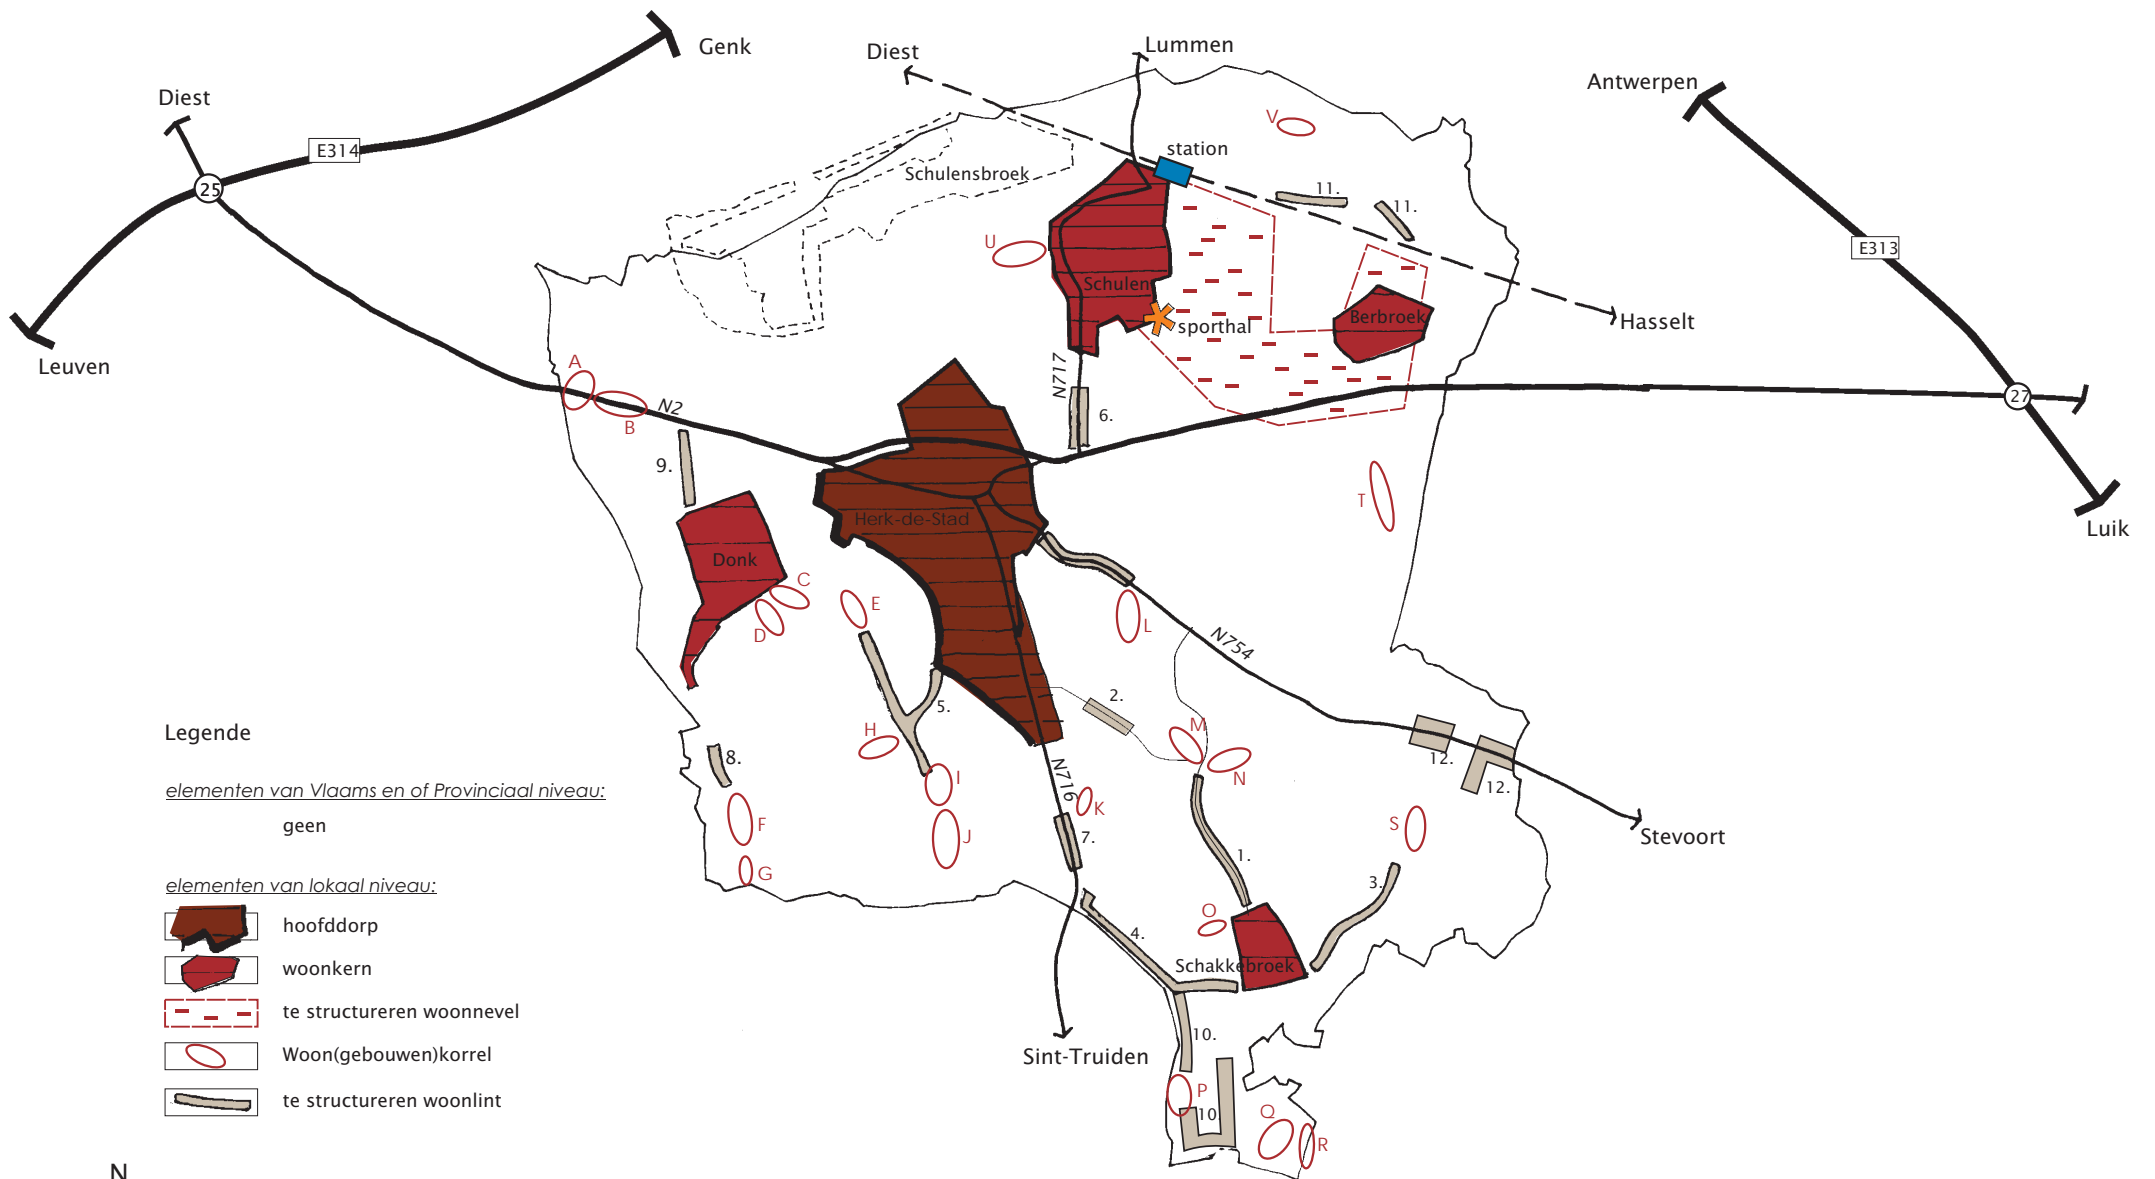 Genk
Diest
Lummen
Antwerpen
Diest
V
E314
station
Schulensbroek
25
11.
11.
U
E313
Schulen
Berbroek
Hasselt
sporthal
Leuven
A
N717
27
N2
B
6.
9.
T
Herk-de-Stad
Luik
Donk
C
E
D
L
N754
2.
5.
M
H
Legende
8.
N
12.
12.
I
N716
elementen van Vlaams en of Provinciaal niveau:
K
geen
F
S
Stevoort
J
7.
1.
G
3.
elementen van lokaal niveau:
O
hoofddorp
4.
woonkern
Schakkebroek
te structureren woonnevel
10.
Woon(gebouwen)korrel
Sint-Truiden
P
te structureren woonlint
10.
Q
R
N